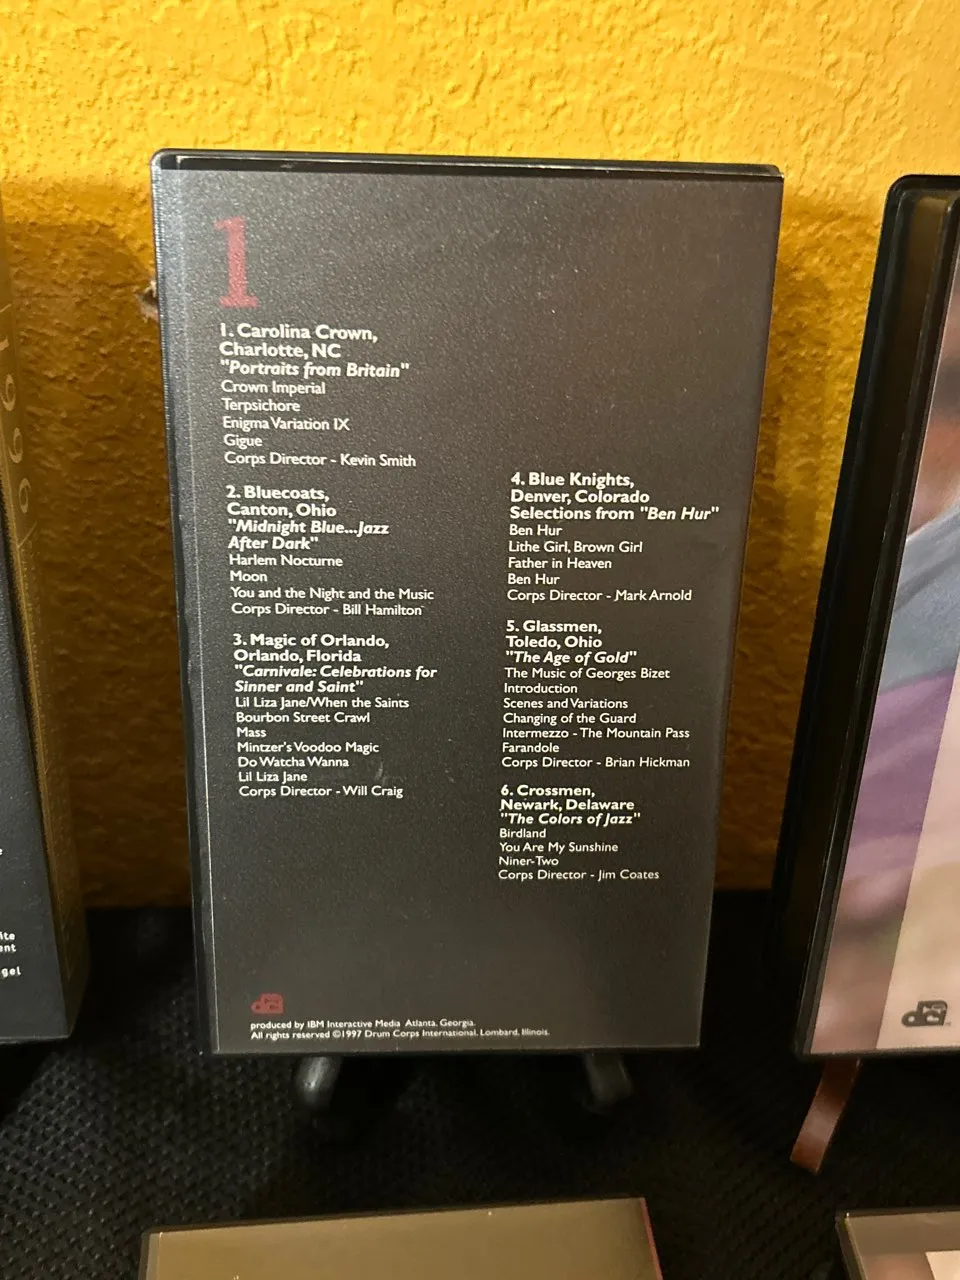 1
1. Carolina Crown,
Charlotte, NC
"Portraits from Britain"
Crown Imperial
Terpsichore
Enigma Variation IX
Gigue
Corps Director - Kevin Smith
2. Bluecoats,
Canton, Ohio
"Midnight Blue...Jazz
After Dark"
Harlem Nocturne
Moon
You and the Night and the Music
Corps Director - Bill Hamilton
3. Magic of Orlando,
Orlando, Florida
"Carnivale: Celebrations for
Sinner and Saint"
Lil Liza Jane/When the Saints
Bourbon Street Crawl
Mass
Mintzer's Voodoo Magic
Do Watcha Wanna
Lil Liza Jane
Corps Director - Will Craig
4. Blue Knights,
Denver, Colorado
Selections from "Ben Hur"
Ben Hur
Lithe Girl, Brown Girl
Father in Heaven
Ben Hur
Corps Director - Mark Arnold
5. Glassmen,
Toledo, Ohio
"The Age of Gold"
The Music of Georges Bizet
Introduction
Scenes and Variations
Changing of the Guard
Intermezzo - The Mountain Pass
Farandole
Corps Director - Brian Hickman
6. Crossmen,
Newark, Delaware
"The Colors of Jazz"
Birdland
You Are My Sunshine
Niner-Two
Corps Director - Jim Coates
dci
produced by IBM Interactive Media Atlanta, Georgia.
All rights reserved ©1997 Drum Corps International, Lombard, Illinois.
dci